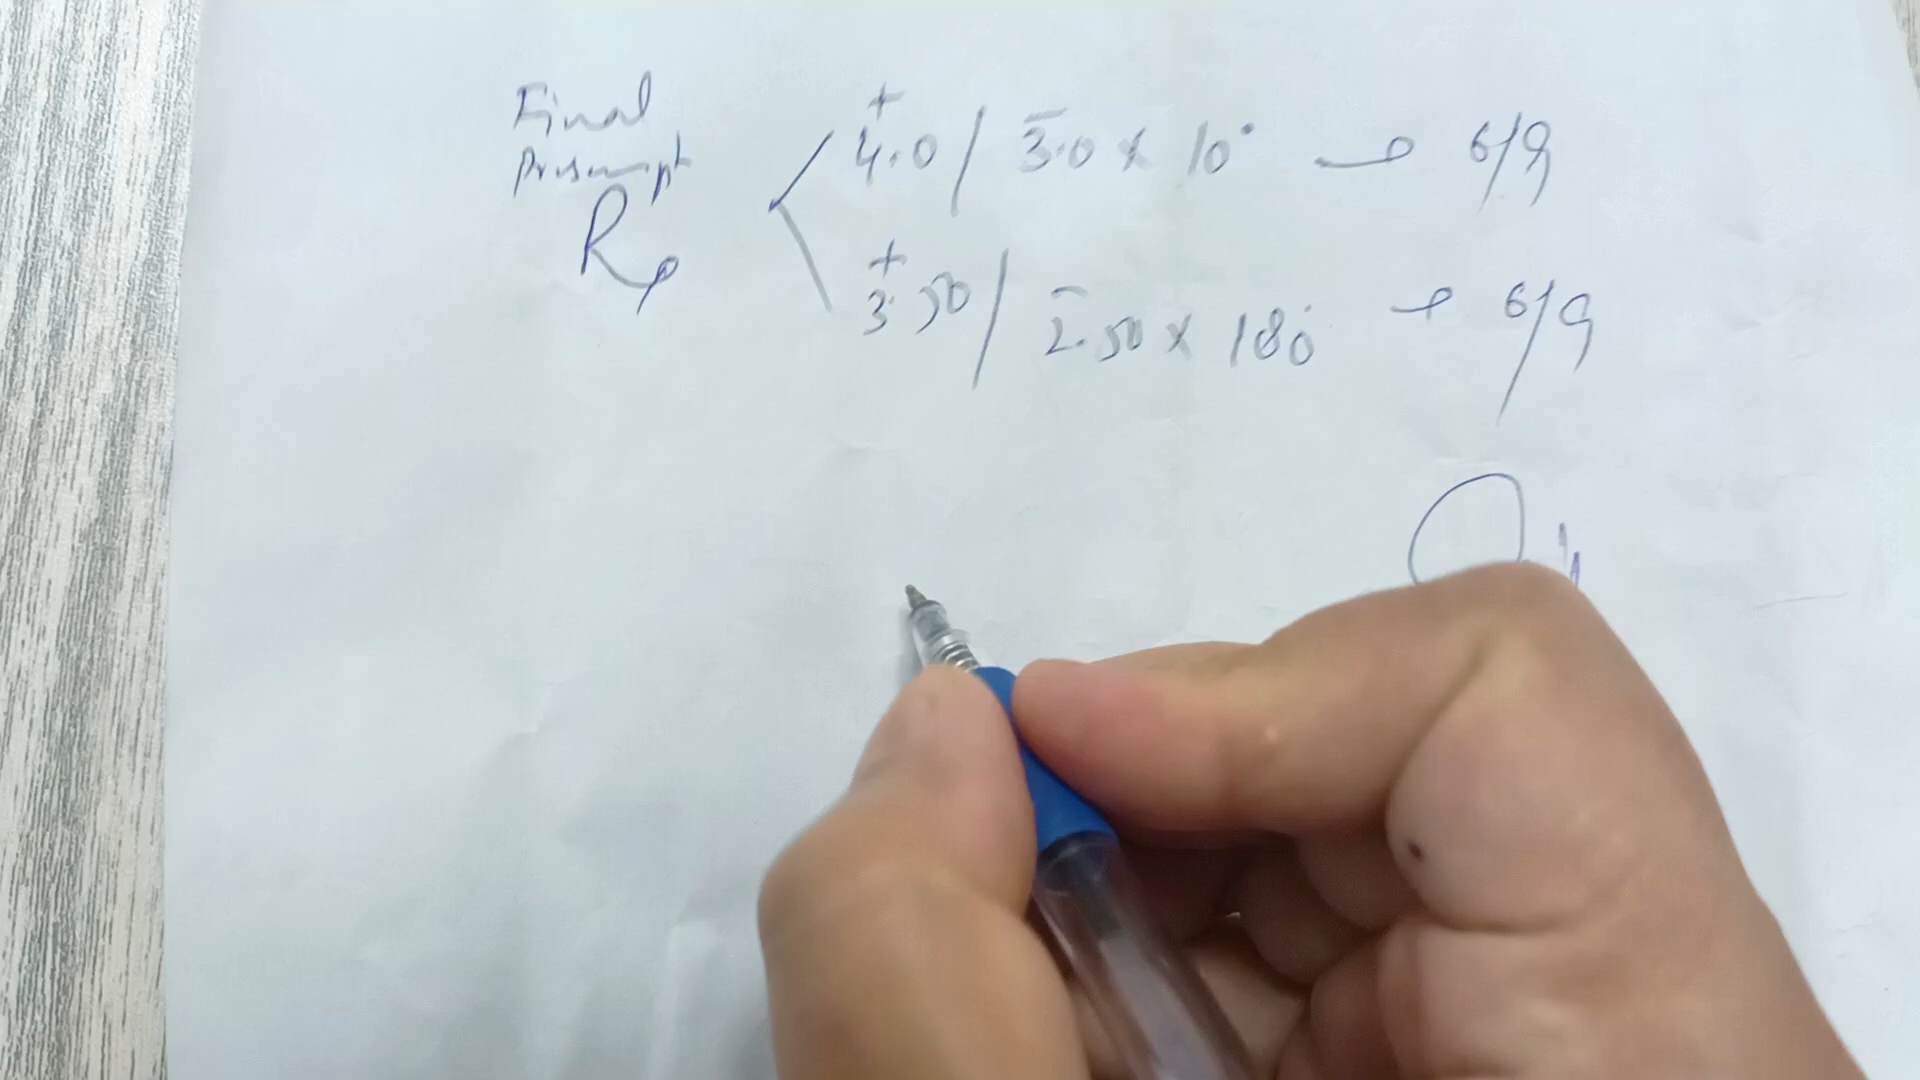 Final
Prescript
Rx
+4.0 / -3.0 x 10° → 6/9
+3.50 / -2.50 x 180° → 6/9